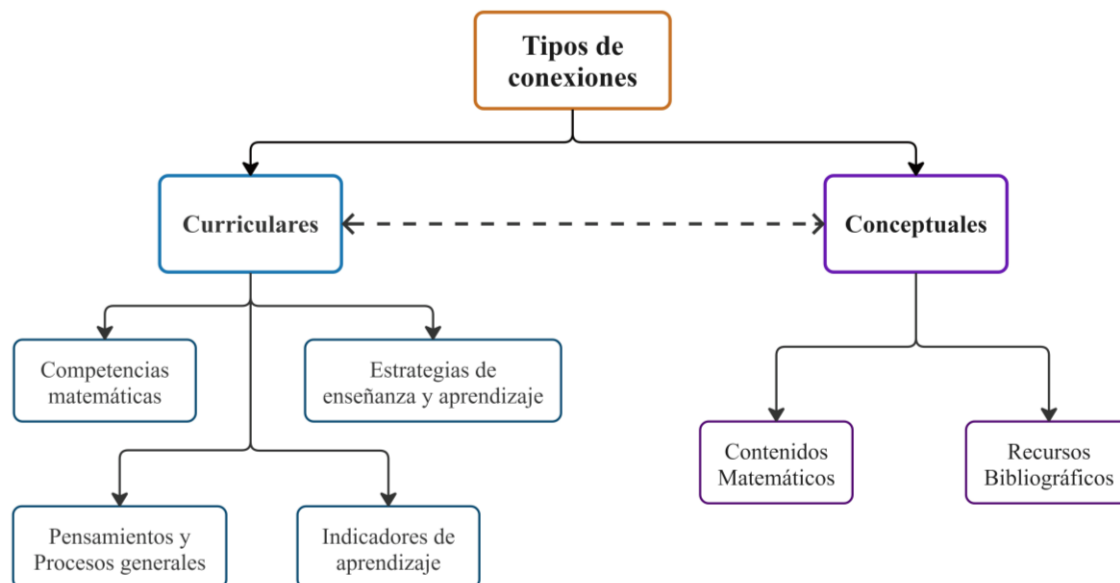 Tipos de
conexiones
Curriculares
Conceptuales
Competencias
matemáticas
Estrategias de
enseñanza y aprendizaje
Pensamientos y
Procesos generales
Indicadores de
aprendizaje
Contenidos
Matemáticos
Recursos
Bibliográficos